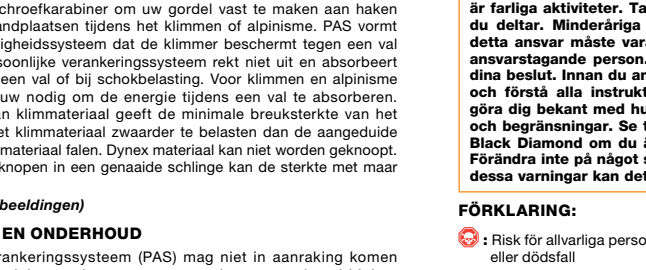 schroefkarabiner om uw gordel vast te maken aan haken
andplaatsen tijdens het klimmen of alpinisme. PAS vormt
igheidssysteem dat de klimmer beschermt tegen een val
soonlijke verankeringssysteem rekt niet uit en absorbeert
een val of bij schokbelasting. Voor klimmen en alpinisme
uw nodig om de energie tijdens een val te absorberen.
an klimmateriaal geeft de minimale breuksterkte van het
et klimmateriaal zwaarder te belasten dan de aangeduide
materiaal falen. Dynex materiaal kan niet worden geknoopt.
knopen in een genaaide schlinge kan de sterkte met maar
beeldingen)
EN ONDERHOUD
rankeringssysteem (PAS) mag niet in aanraking komen
är farliga aktiviteter. Ta
du deltar. Minderåriga
detta ansvar måste vara
ansvarstagande person.
dina beslut. Innan du an
och förstå alla instrukt
göra dig bekant med hu
och begränsningar. Se t
Black Diamond om du ä
Förändra inte på något s
dessa varningar kan det
FÖRKLARING:
: Risk för allvarliga perso
eller dödsfall